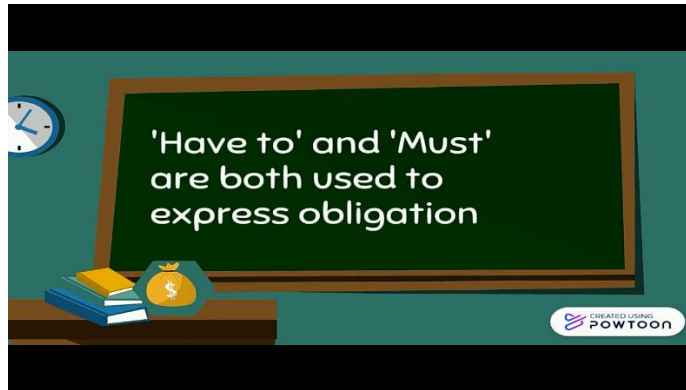 'Have to' and 'Must'
are both used to
express obligation
$
CREATED USING
POWTOON